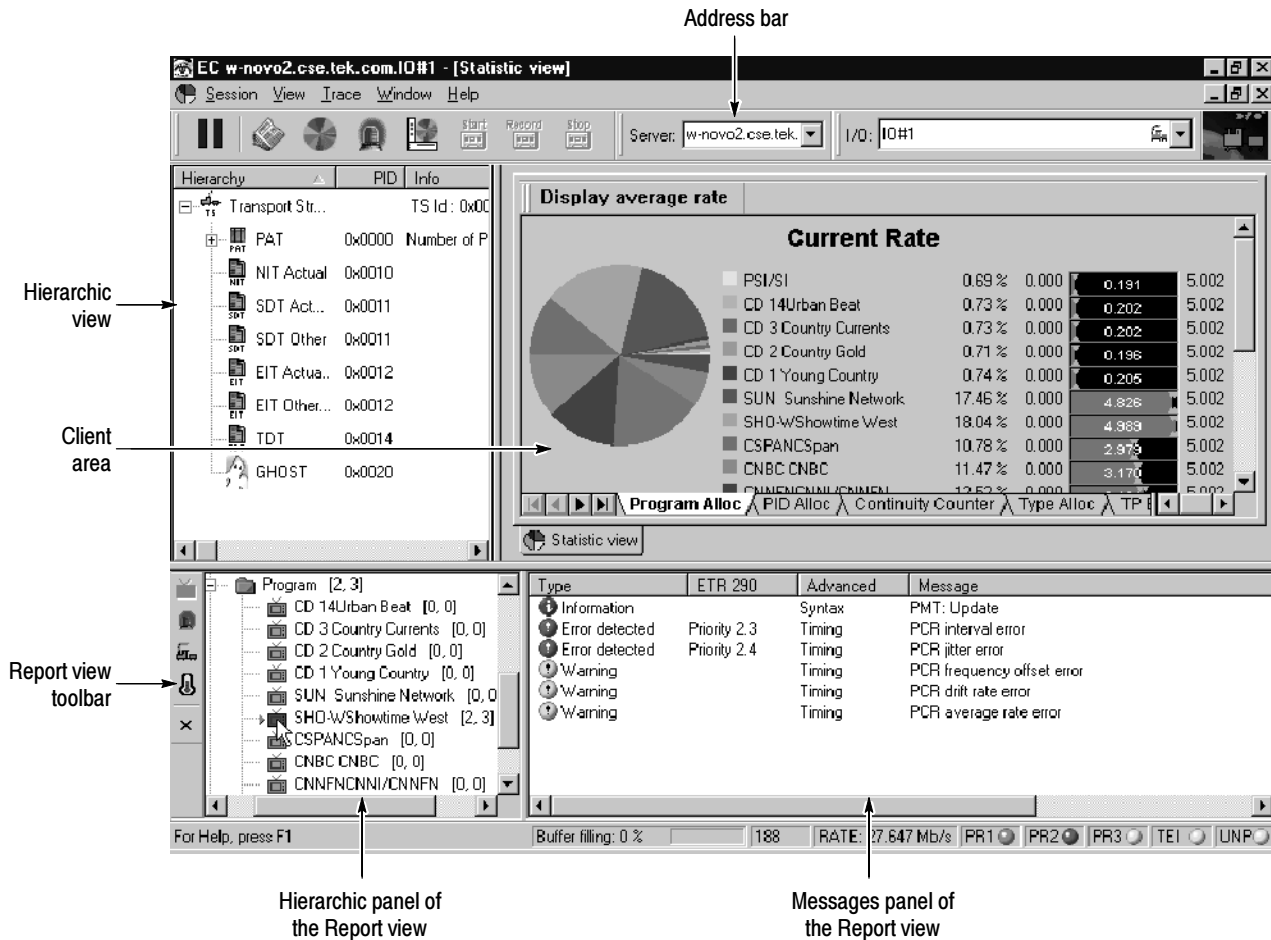 Address bar
EC w-novo2.cse.tek.com.IO#1 - [Statistic view]
Session View Trace Window Help
Start Record Stop Server: w-novo2.cse.tek. I/O: IO#1
Hierarchy PID Info
Transport Str... TS Id : 0x00
PAT 0x0000 Number of P
NIT Actual 0x0010
SDT Act... 0x0011
SDT Other 0x0011
EIT Actua.. 0x0012
EIT Other... 0x0012
TDT 0x0014
GHOST 0x0020
Display average rate
Current Rate
PSI/SI 0.69 % 0.000 0.191 5.002
CD 14Urban Beat 0.73 % 0.000 0.202 5.002
CD 3 Country Currents 0.73 % 0.000 0.202 5.002
CD 2 Country Gold 0.71 % 0.000 0.196 5.002
CD 1 Young Country 0.74 % 0.000 0.205 5.002
SUN Sunshine Network 17.46 % 0.000 4.826 5.002
SHO-WShowtime West 18.04 % 0.000 4.989 5.002
CSPANCSpan 10.78 % 0.000 2.979 5.002
CNBC CNBC 11.47 % 0.000 3.170 5.002
CNNFNCNNI/CNNFN 12.52 % 0.000 5.002
Program Alloc PID Alloc Continuity Counter Type Alloc TP
Statistic view
Hierarchic view
Client area
Program [2, 3]
CD 14Urban Beat [0, 0]
CD 3 Country Currents [0, 0]
CD 2 Country Gold [0, 0]
CD 1 Young Country [0, 0]
SUN Sunshine Network [0, 0
SHO-WShowtime West [2, 3]
CSPANCSpan [0, 0]
CNBC CNBC [0, 0]
CNNFNCNNI/CNNFN [0, 0]
Type ETR 290 Advanced Message
Information Syntax PMT: Update
Error detected Priority 2.3 Timing PCR interval error
Error detected Priority 2.4 Timing PCR jitter error
Warning Timing PCR frequency offset error
Warning Timing PCR drift rate error
Warning Timing PCR average rate error
Report view toolbar
For Help, press F1 Buffer filling: 0 % 188 RATE: 27.647 Mb/s PR1 PR2 PR3 TEI UNP
Hierarchic panel of
the Report view
Messages panel of
the Report view